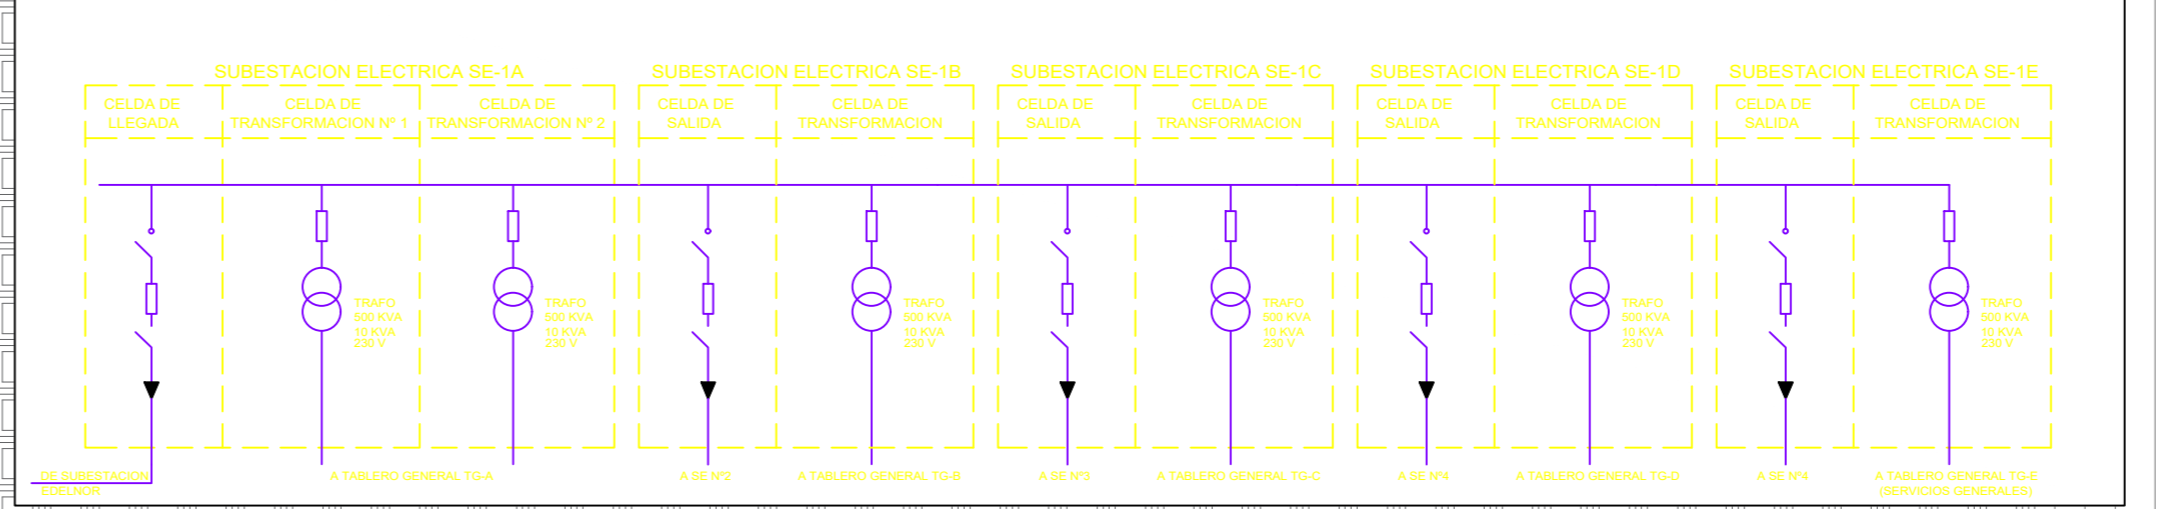 SUBESTACION ELECTRICA SE-1A
CELDA DE
LLEGADA
CELDA DE
TRANSFORMACION Nº 1
CELDA DE
TRANSFORMACION Nº 2
TRAFO
500 KVA
10 KVA
230 V
TRAFO
500 KVA
10 KVA
230 V
DE SUBESTACION
EDELNOR
A TABLERO GENERAL TG-A
SUBESTACION ELECTRICA SE-1B
CELDA DE
SALIDA
CELDA DE
TRANSFORMACION
TRAFO
500 KVA
10 KVA
230 V
A SE Nº2
A TABLERO GENERAL TG-B
SUBESTACION ELECTRICA SE-1C
CELDA DE
SALIDA
CELDA DE
TRANSFORMACION
TRAFO
500 KVA
10 KVA
230 V
A SE Nº3
A TABLERO GENERAL TG-C
SUBESTACION ELECTRICA SE-1D
CELDA DE
SALIDA
CELDA DE
TRANSFORMACION
TRAFO
500 KVA
10 KVA
230 V
A SE Nº4
A TABLERO GENERAL TG-D
SUBESTACION ELECTRICA SE-1E
CELDA DE
SALIDA
CELDA DE
TRANSFORMACION
TRAFO
500 KVA
10 KVA
230 V
A SE Nº4
A TABLERO GENERAL TG-E
(SERVICIOS GENERALES)